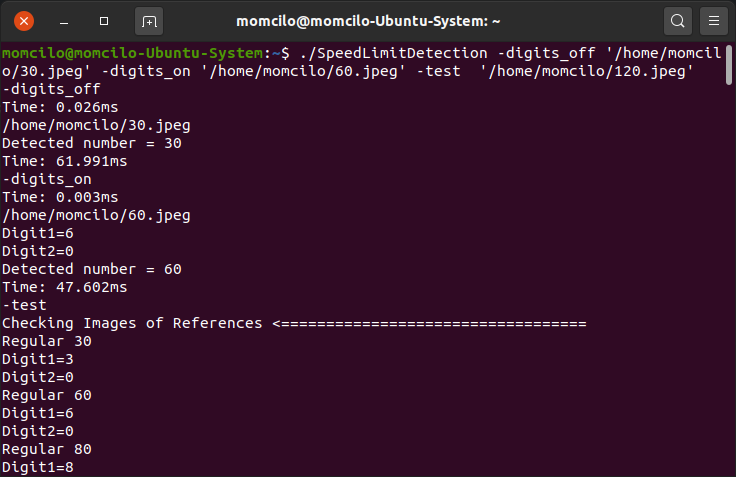 momcilo@momcilo-Ubuntu-System: ~
momcilo@momcilo-Ubuntu-System:~$ ./SpeedLimitDetection -digits_off '/home/momcil
o/30.jpeg' -digits_on '/home/momcilo/60.jpeg' -test  '/home/momcilo/120.jpeg'
-digits_off
Time: 0.026ms
/home/momcilo/30.jpeg
Detected number = 30
Time: 61.991ms
-digits_on
Time: 0.003ms
/home/momcilo/60.jpeg
Digit1=6
Digit2=0
Detected number = 60
Time: 47.602ms
-test
Checking Images of References <==================================
Regular 30
Digit1=3
Digit2=0
Regular 60
Digit1=6
Digit2=0
Regular 80
Digit1=8